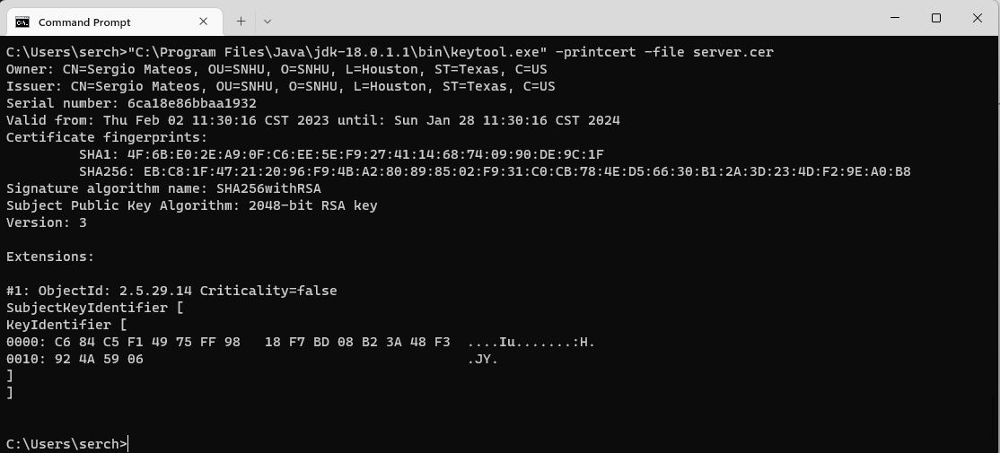 Command Prompt
C:\Users\serch>"C:\Program Files\Java\jdk-18.0.1.1\bin\keytool.exe" -printcert -file server.cer
Owner: CN=Sergio Mateos, OU=SNHU, O=SNHU, L=Houston, ST=Texas, C=US
Issuer: CN=Sergio Mateos, OU=SNHU, O=SNHU, L=Houston, ST=Texas, C=US
Serial number: 6ca18e86bbaa1932
Valid from: Thu Feb 02 11:30:16 CST 2023 until: Sun Jan 28 11:30:16 CST 2024
Certificate fingerprints:
SHA1: 4F:6B:E0:2E:A9:0F:C6:EE:5E:F9:27:41:14:68:74:09:90:DE:9C:1F
SHA256: EB:C8:1F:47:21:20:96:F9:4B:A2:80:89:85:02:F9:31:C0:CB:78:4E:D5:66:30:B1:2A:3D:23:4D:F2:9E:A0:B8
Signature algorithm name: SHA256withRSA
Subject Public Key Algorithm: 2048-bit RSA key
Version: 3
Extensions:
#1: ObjectId: 2.5.29.14 Criticality=false
SubjectKeyIdentifier [
KeyIdentifier [
0000: C6 84 C5 F1 49 75 FF 98   18 F7 BD 08 B2 3A 48 F3  ....Iu.......:H.
0010: 92 4A 59 06                                        .JY.
]
]
C:\Users\serch>